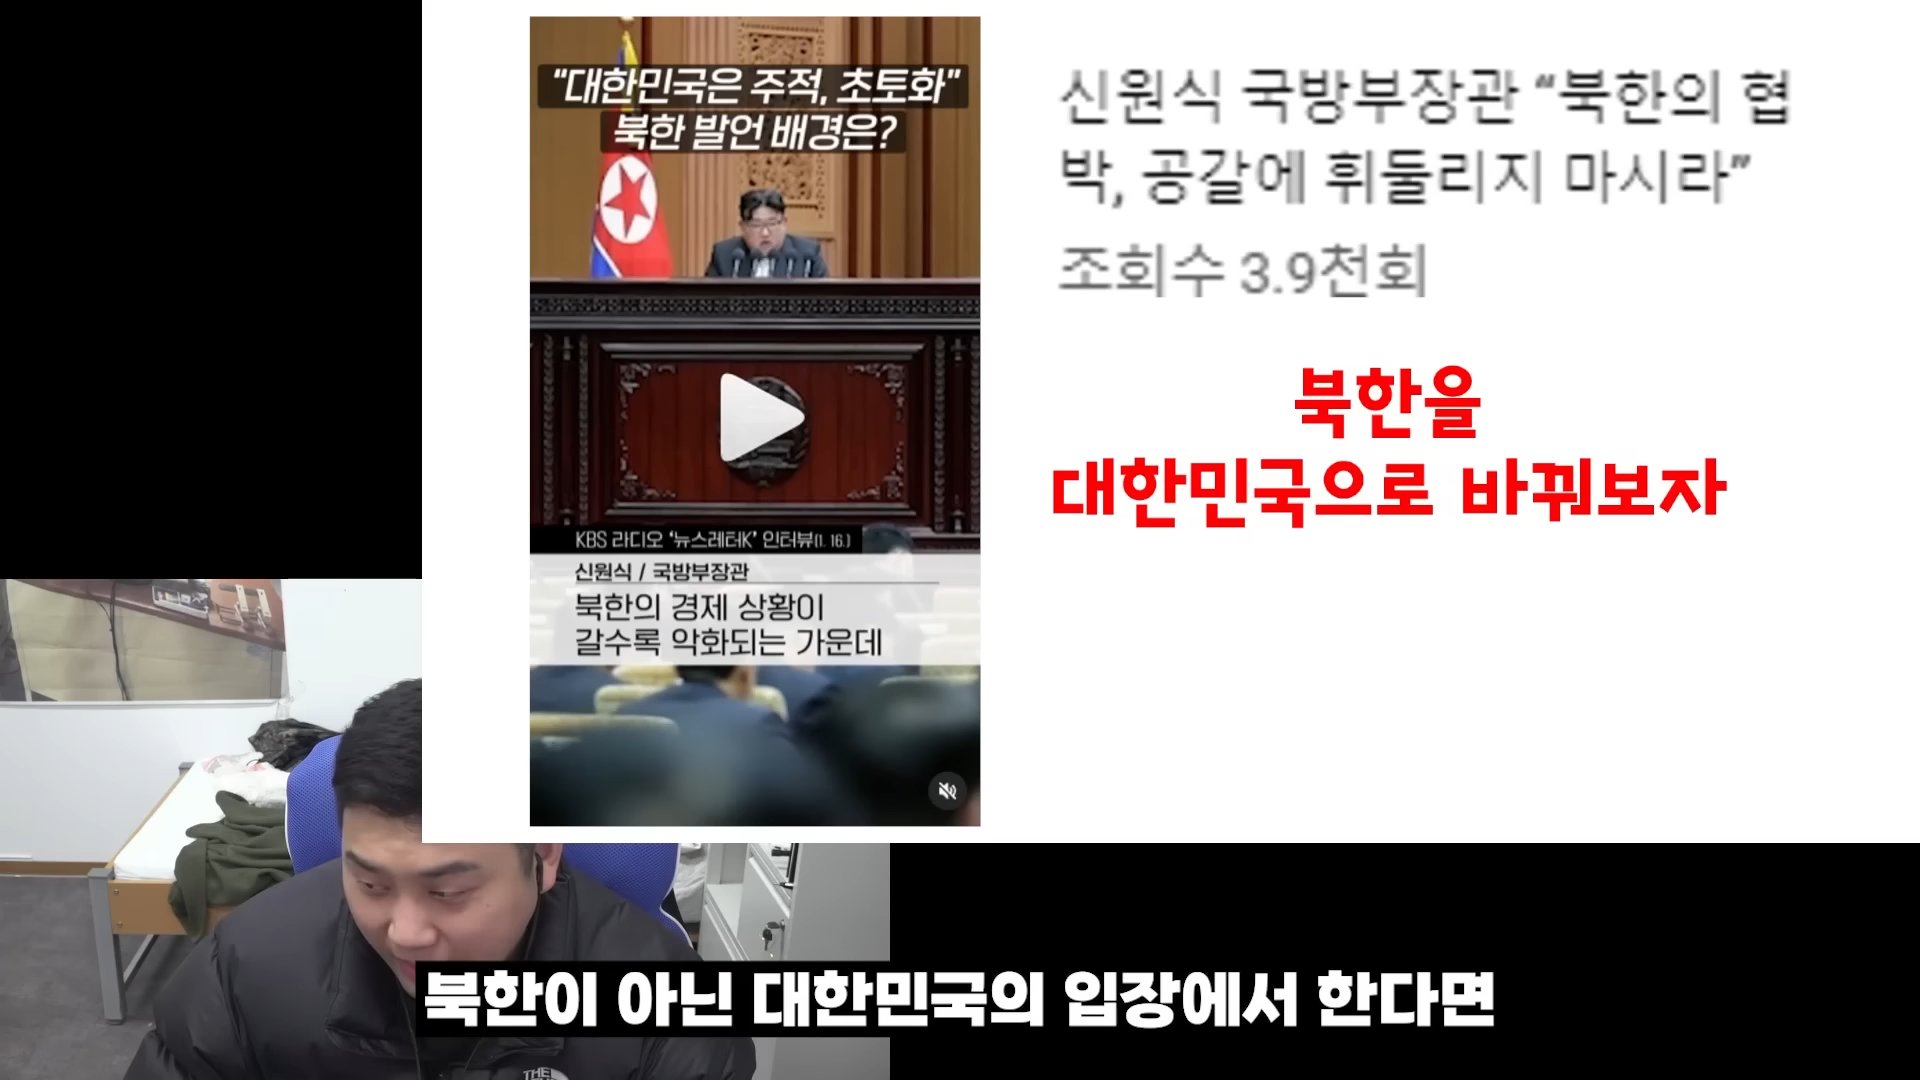 “대한민국은 주적, 초토화”
북한 발언 배경은?
KBS 라디오 ‘뉴스레터K’ 인터뷰(1. 16.)
신원식 / 국방부장관
북한의 경제 상황이
갈수록 악화되는 가운데
신원식 국방부장관 “북한의 협
박, 공갈에 휘둘리지 마시라”
조회수 3.9천회
북한을
대한민국으로 바꿔보자
북한이 아닌 대한민국의 입장에서 한다면
THE